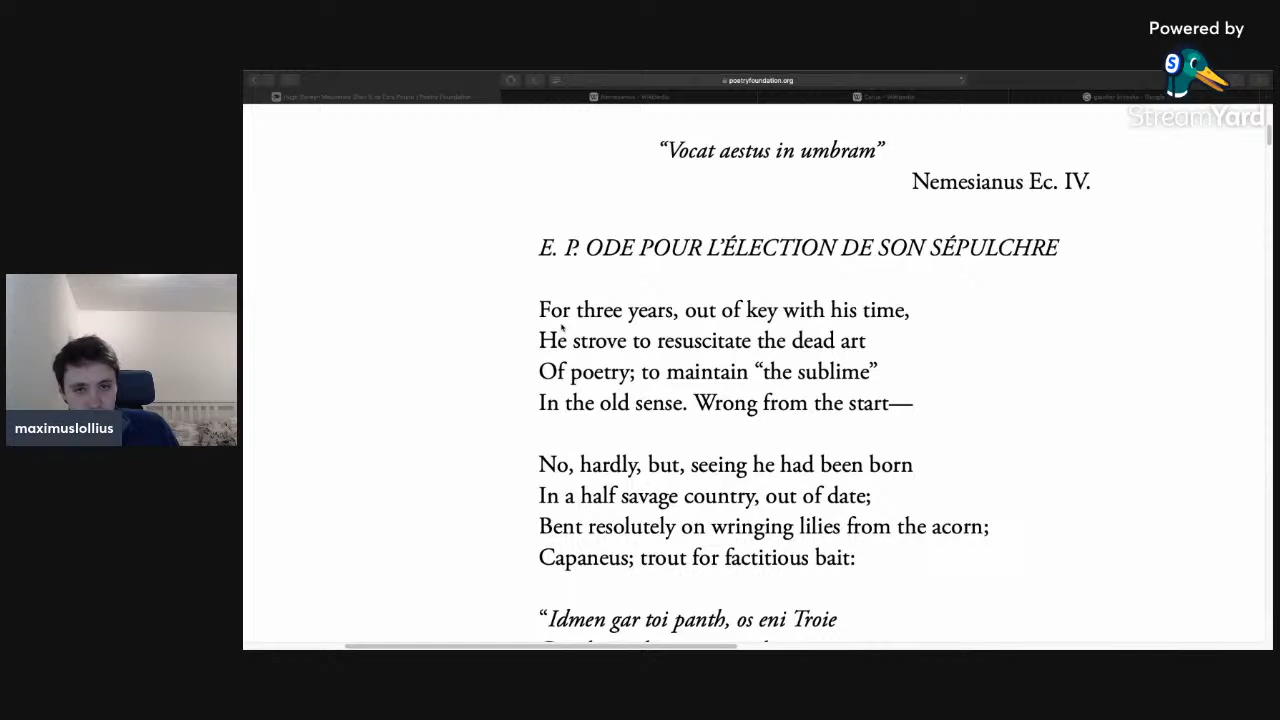 Powered by
S
StreamYard
poetryfoundation.org
Nemesianus - Wikipedia
- Wikipedia
“Vocat aestus in umbram”
Nemesianus Ec. IV.
E. P. ODE POUR L’ÉLECTION DE SON SÉPULCHRE
For three years, out of key with his time,
He strove to resuscitate the dead art
Of poetry; to maintain “the sublime”
In the old sense. Wrong from the start—
No, hardly, but, seeing he had been born
In a half savage country, out of date;
Bent resolutely on wringing lilies from the acorn;
Capaneus; trout for factitious bait:
“Idmen gar toi panth, os eni Troie
maximuslollius